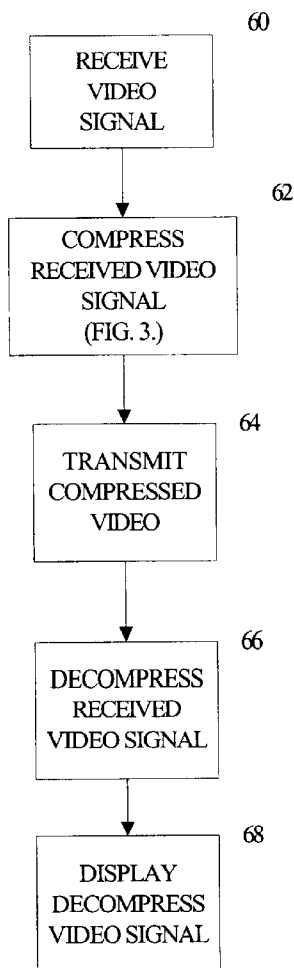 60
RECEIVE
VIDEO
SIGNAL
62
COMPRESS
RECEIVED VIDEO
SIGNAL
(FIG. 3.)
64
TRANSMIT
COMPRESSED
VIDEO
66
DECOMPRESS
RECEIVED
VIDEO SIGNAL
68
DISPLAY
DECOMPRESS
VIDEO SIGNAL